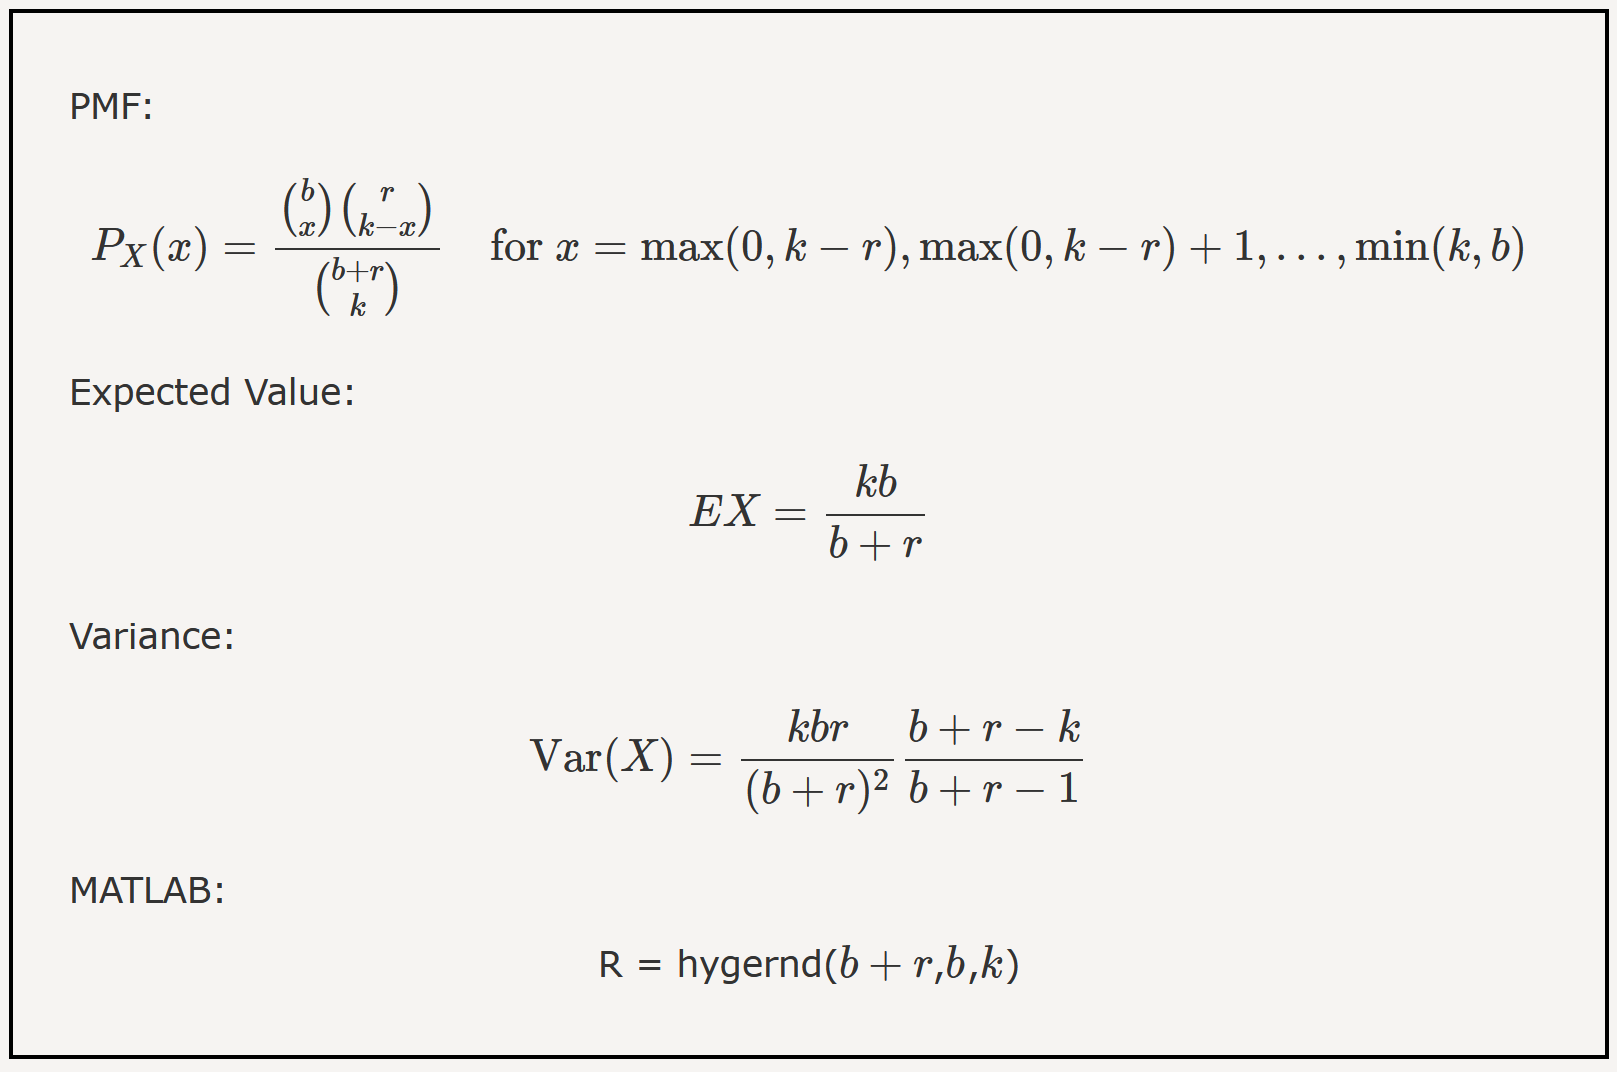 PMF:
$P_X(x) = \frac{\binom{b}{x}\binom{r}{k-x}}{\binom{b+r}{k}} \quad \text{for } x = \max(0, k-r), \max(0, k-r)+1, \ldots, \min(k, b)$
Expected Value:
$EX = \frac{kb}{b+r}$
Variance:
$\text{Var}(X) = \frac{kbr}{(b+r)^2} \frac{b+r-k}{b+r-1}$
MATLAB:
R = hygernd($b+r$,$b$,$k$)